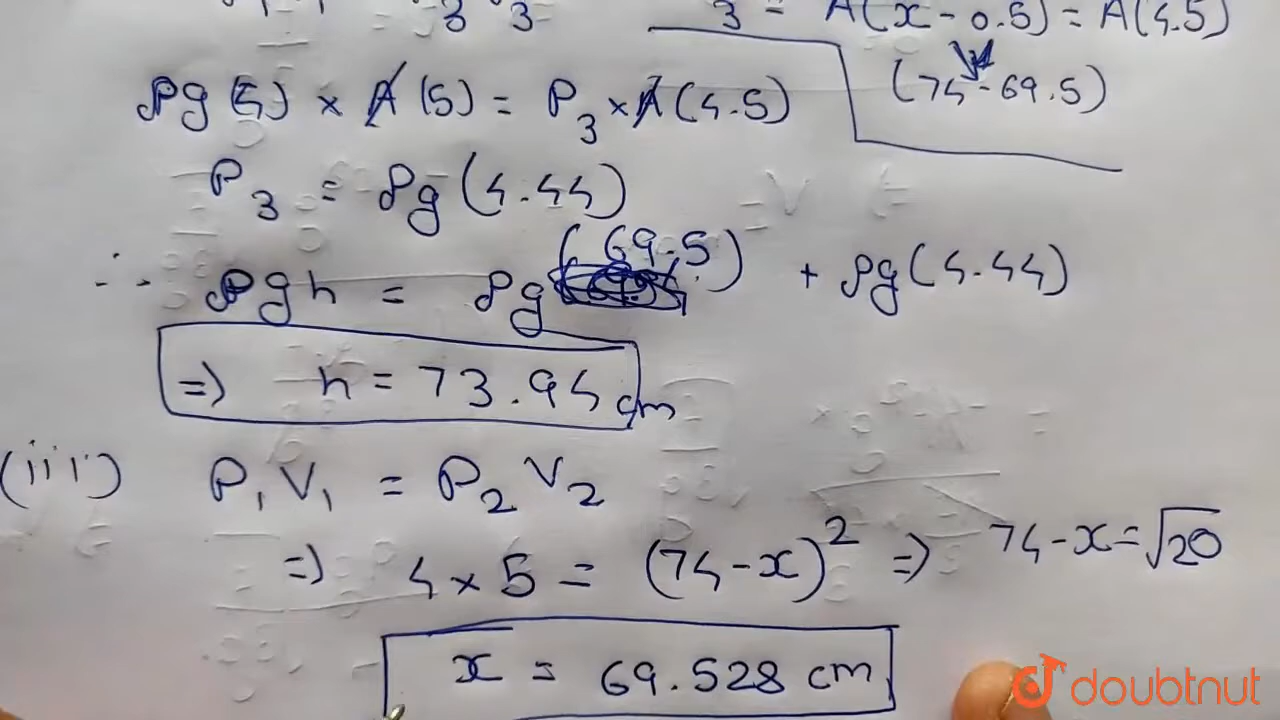 3 3 3 = A(x - 0.5) = A(4.5)
(74 - 69.5)
ρg(4) × A(5) = P₃ × A(4.5)
P₃ = ρg(4.44)
∴ ρgh = ρg(69.5) + ρg(4.44)
⇒ h = 73.94 cm
(iii) P₁V₁ = P₂V₂
⇒ 4 × 5 = (74 - x)² ⇒ 74 - x = √20
x = 69.528 cm
doubtnut